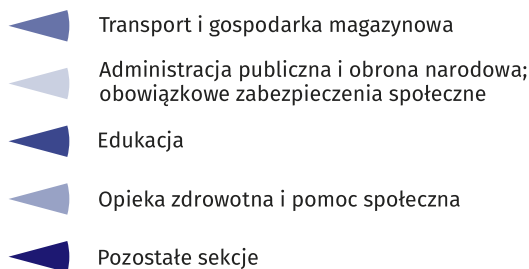 Transport i gospodarka magazynowa
Administracja publiczna i obrona narodowa;
obowiązkowe zabezpieczenia społeczne
Edukacja
Opieka zdrowotna i pomoc społeczna
Pozostałe sekcje